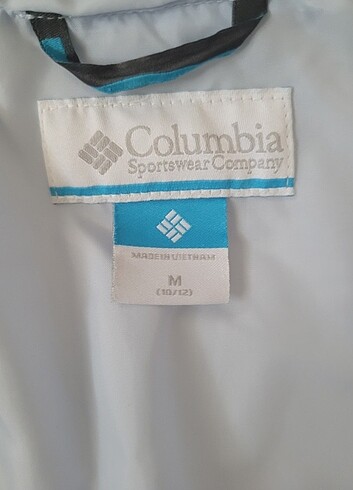 Columbia
Sportswear Company
MADE IN VIETNAM
M
(10/12)